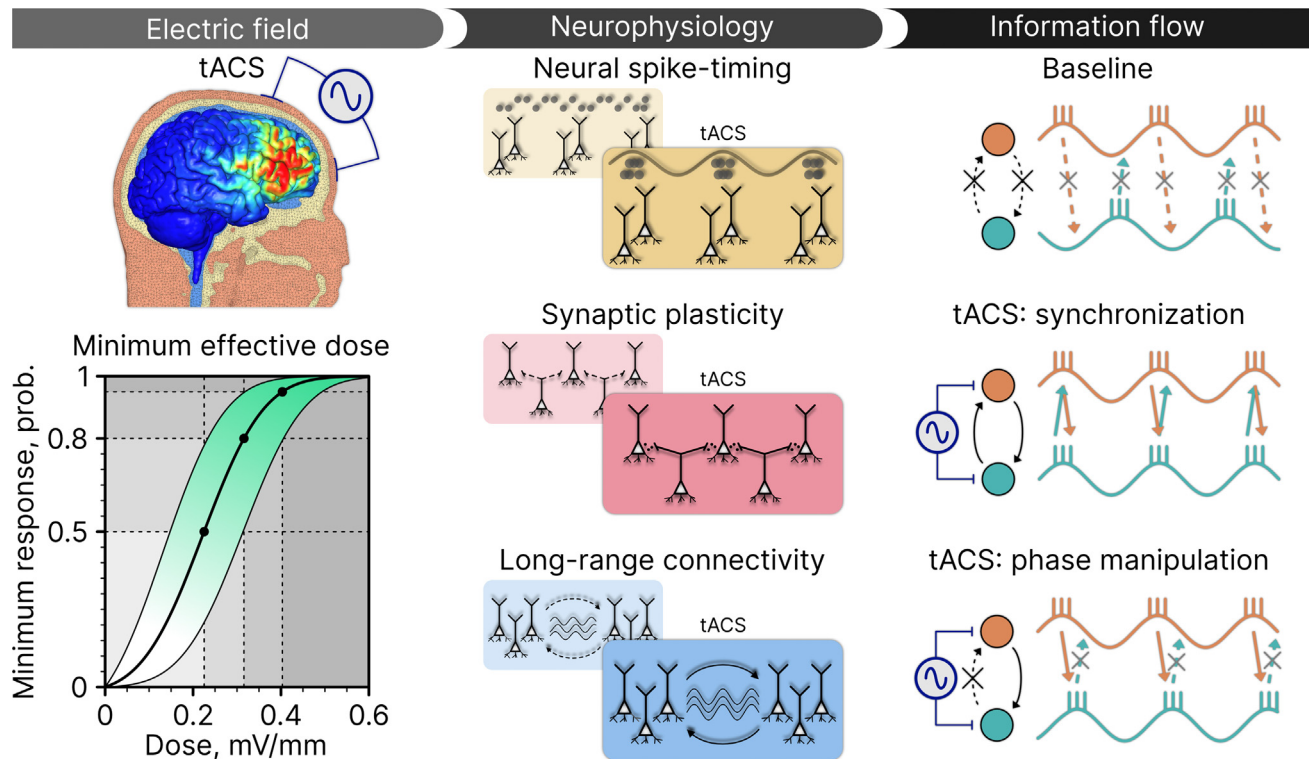 Electric field
Neurophysiology
Information flow
tACS
Minimum effective dose
Minimum response, prob.
1
0.8
0.5
0
0
0.2
0.4
0.6
Dose, mV/mm
Neural spike-timing
tACS
Synaptic plasticity
tACS
Long-range connectivity
tACS
Baseline
tACS: synchronization
tACS: phase manipulation